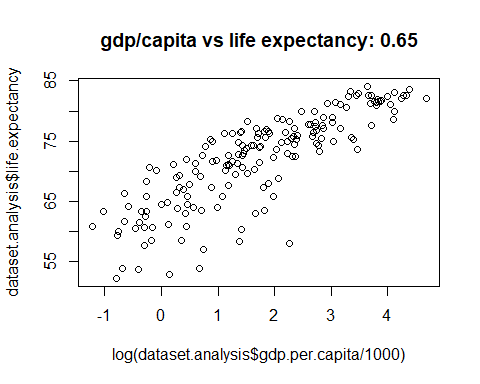 gdp/capita vs life expectancy: 0.65
dataset.analysis$life.expectancy
85
75
65
55
-1 0 1 2 3 4
log(dataset.analysis$gdp.per.capita/1000)